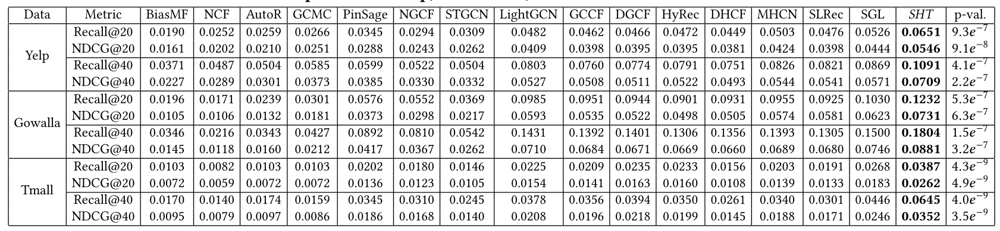 Data Metric BiasMF NCF AutoR GCMC PinSage NGCF STGCN LightGCN GCCF DGCF HyRec DHCF MHCN SLRec SGL SHT p-val.
Recall@20 0.0190 0.0252 0.0259 0.0266 0.0345 0.0294 0.0309 0.0482 0.0462 0.0466 0.0472 0.0449 0.0503 0.0476 0.0526 0.0651 9.3e⁻⁷
NDCG@20 0.0161 0.0202 0.0210 0.0251 0.0288 0.0243 0.0262 0.0409 0.0398 0.0395 0.0395 0.0381 0.0424 0.0398 0.0444 0.0546 9.1e⁻⁸
Yelp
Recall@40 0.0371 0.0487 0.0504 0.0585 0.0599 0.0522 0.0504 0.0803 0.0760 0.0774 0.0791 0.0751 0.0826 0.0821 0.0869 0.1091 4.1e⁻⁷
NDCG@40 0.0227 0.0289 0.0301 0.0373 0.0385 0.0330 0.0332 0.0527 0.0508 0.0511 0.0522 0.0493 0.0544 0.0541 0.0571 0.0709 2.2e⁻⁷
Recall@20 0.0196 0.0171 0.0239 0.0301 0.0576 0.0552 0.0369 0.0985 0.0951 0.0944 0.0901 0.0931 0.0955 0.0925 0.1030 0.1232 5.3e⁻⁷
NDCG@20 0.0105 0.0106 0.0132 0.0181 0.0373 0.0298 0.0217 0.0593 0.0535 0.0522 0.0498 0.0505 0.0574 0.0581 0.0623 0.0731 6.3e⁻⁷
Gowalla
Recall@40 0.0346 0.0216 0.0343 0.0427 0.0892 0.0810 0.0542 0.1431 0.1392 0.1401 0.1306 0.1356 0.1393 0.1305 0.1500 0.1804 1.5e⁻⁷
NDCG@40 0.0145 0.0118 0.0160 0.0212 0.0417 0.0367 0.0262 0.0710 0.0684 0.0671 0.0669 0.0660 0.0689 0.0680 0.0746 0.0881 3.2e⁻⁷
Recall@20 0.0103 0.0082 0.0103 0.0103 0.0202 0.0180 0.0146 0.0225 0.0209 0.0235 0.0233 0.0156 0.0203 0.0191 0.0268 0.0387 4.3e⁻⁹
NDCG@20 0.0072 0.0059 0.0072 0.0072 0.0136 0.0123 0.0105 0.0154 0.0141 0.0163 0.0160 0.0108 0.0139 0.0133 0.0183 0.0262 4.9e⁻⁹
Tmall
Recall@40 0.0170 0.0140 0.0174 0.0159 0.0345 0.0310 0.0245 0.0378 0.0356 0.0394 0.0350 0.0261 0.0340 0.0301 0.0446 0.0645 4.0e⁻⁹
NDCG@40 0.0095 0.0079 0.0097 0.0086 0.0186 0.0168 0.0140 0.0208 0.0196 0.0218 0.0199 0.0145 0.0188 0.0171 0.0246 0.0352 3.5e⁻⁹